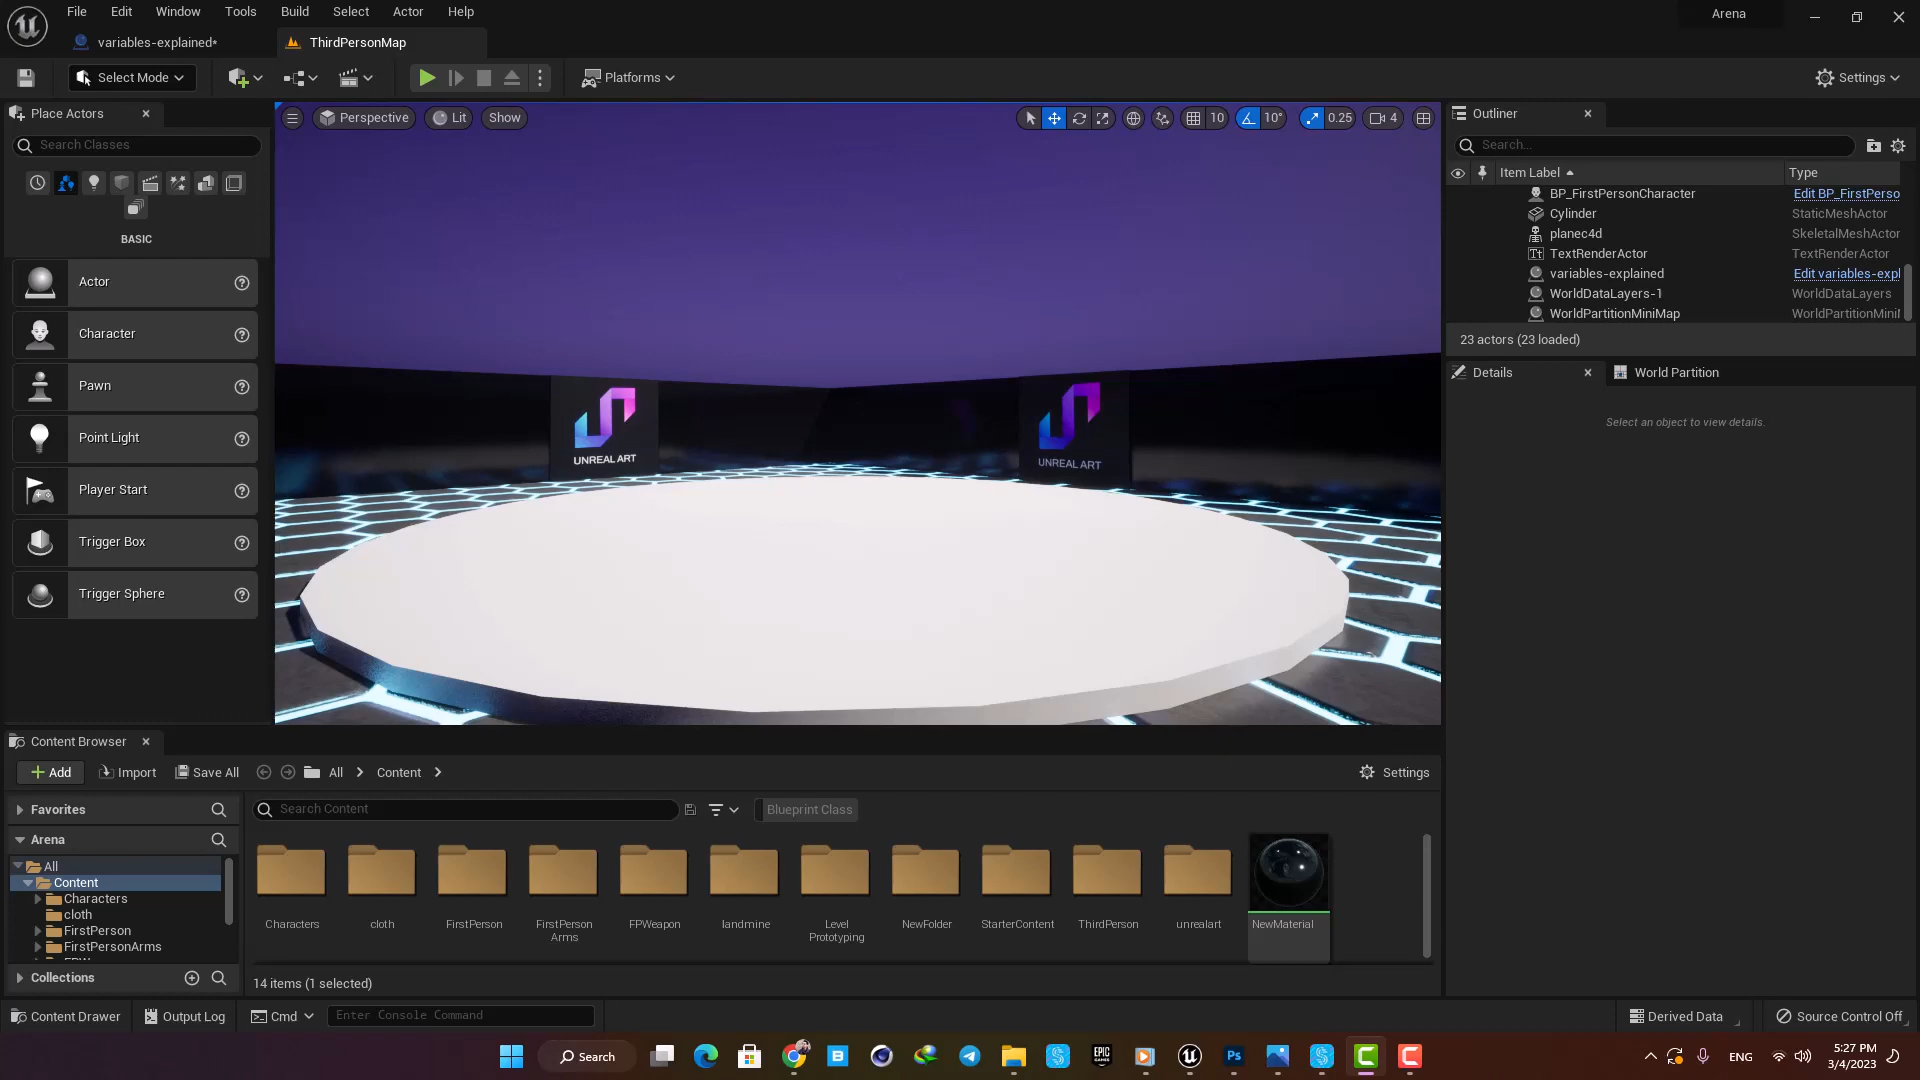 File Edit Window Tools Build Select Actor Help
Arena
variables-explained*
ThirdPersonMap
Select Mode
Platforms
Settings
Place Actors
Search Classes
BASIC
Actor
Character
Pawn
Point Light
Player Start
Trigger Box
Trigger Sphere
Perspective
Lit
Show
10
10°
0.25
4
UNREAL ART
UNREAL ART
Outliner
Search...
Item Label
Type
BP_FirstPersonCharacter
Edit BP_FirstPerso
Cylinder
StaticMeshActor
planec4d
SkeletalMeshActor
TextRenderActor
TextRenderActor
variables-explained
Edit variables-expl
WorldDataLayers-1
WorldDataLayers
WorldPartitionMiniMap
WorldPartitionMini
23 actors (23 loaded)
Details
World Partition
Select an object to view details.
Content Browser
Add
Import
Save All
All
Content
Settings
Favorites
Arena
All
Content
Characters
cloth
FirstPerson
FirstPersonArms
Collections
Search Content
Blueprint Class
Characters
cloth
FirstPerson
FirstPerson
Arms
FPWeapon
landmine
Level
Prototyping
NewFolder
StarterContent
ThirdPerson
unrealart
NewMaterial
14 items (1 selected)
Content Drawer
Output Log
Cmd
Enter Console Command
Derived Data
Source Control Off
Search
EPIC
GAMES
Ps
ENG
5:27 PM
3/4/2023